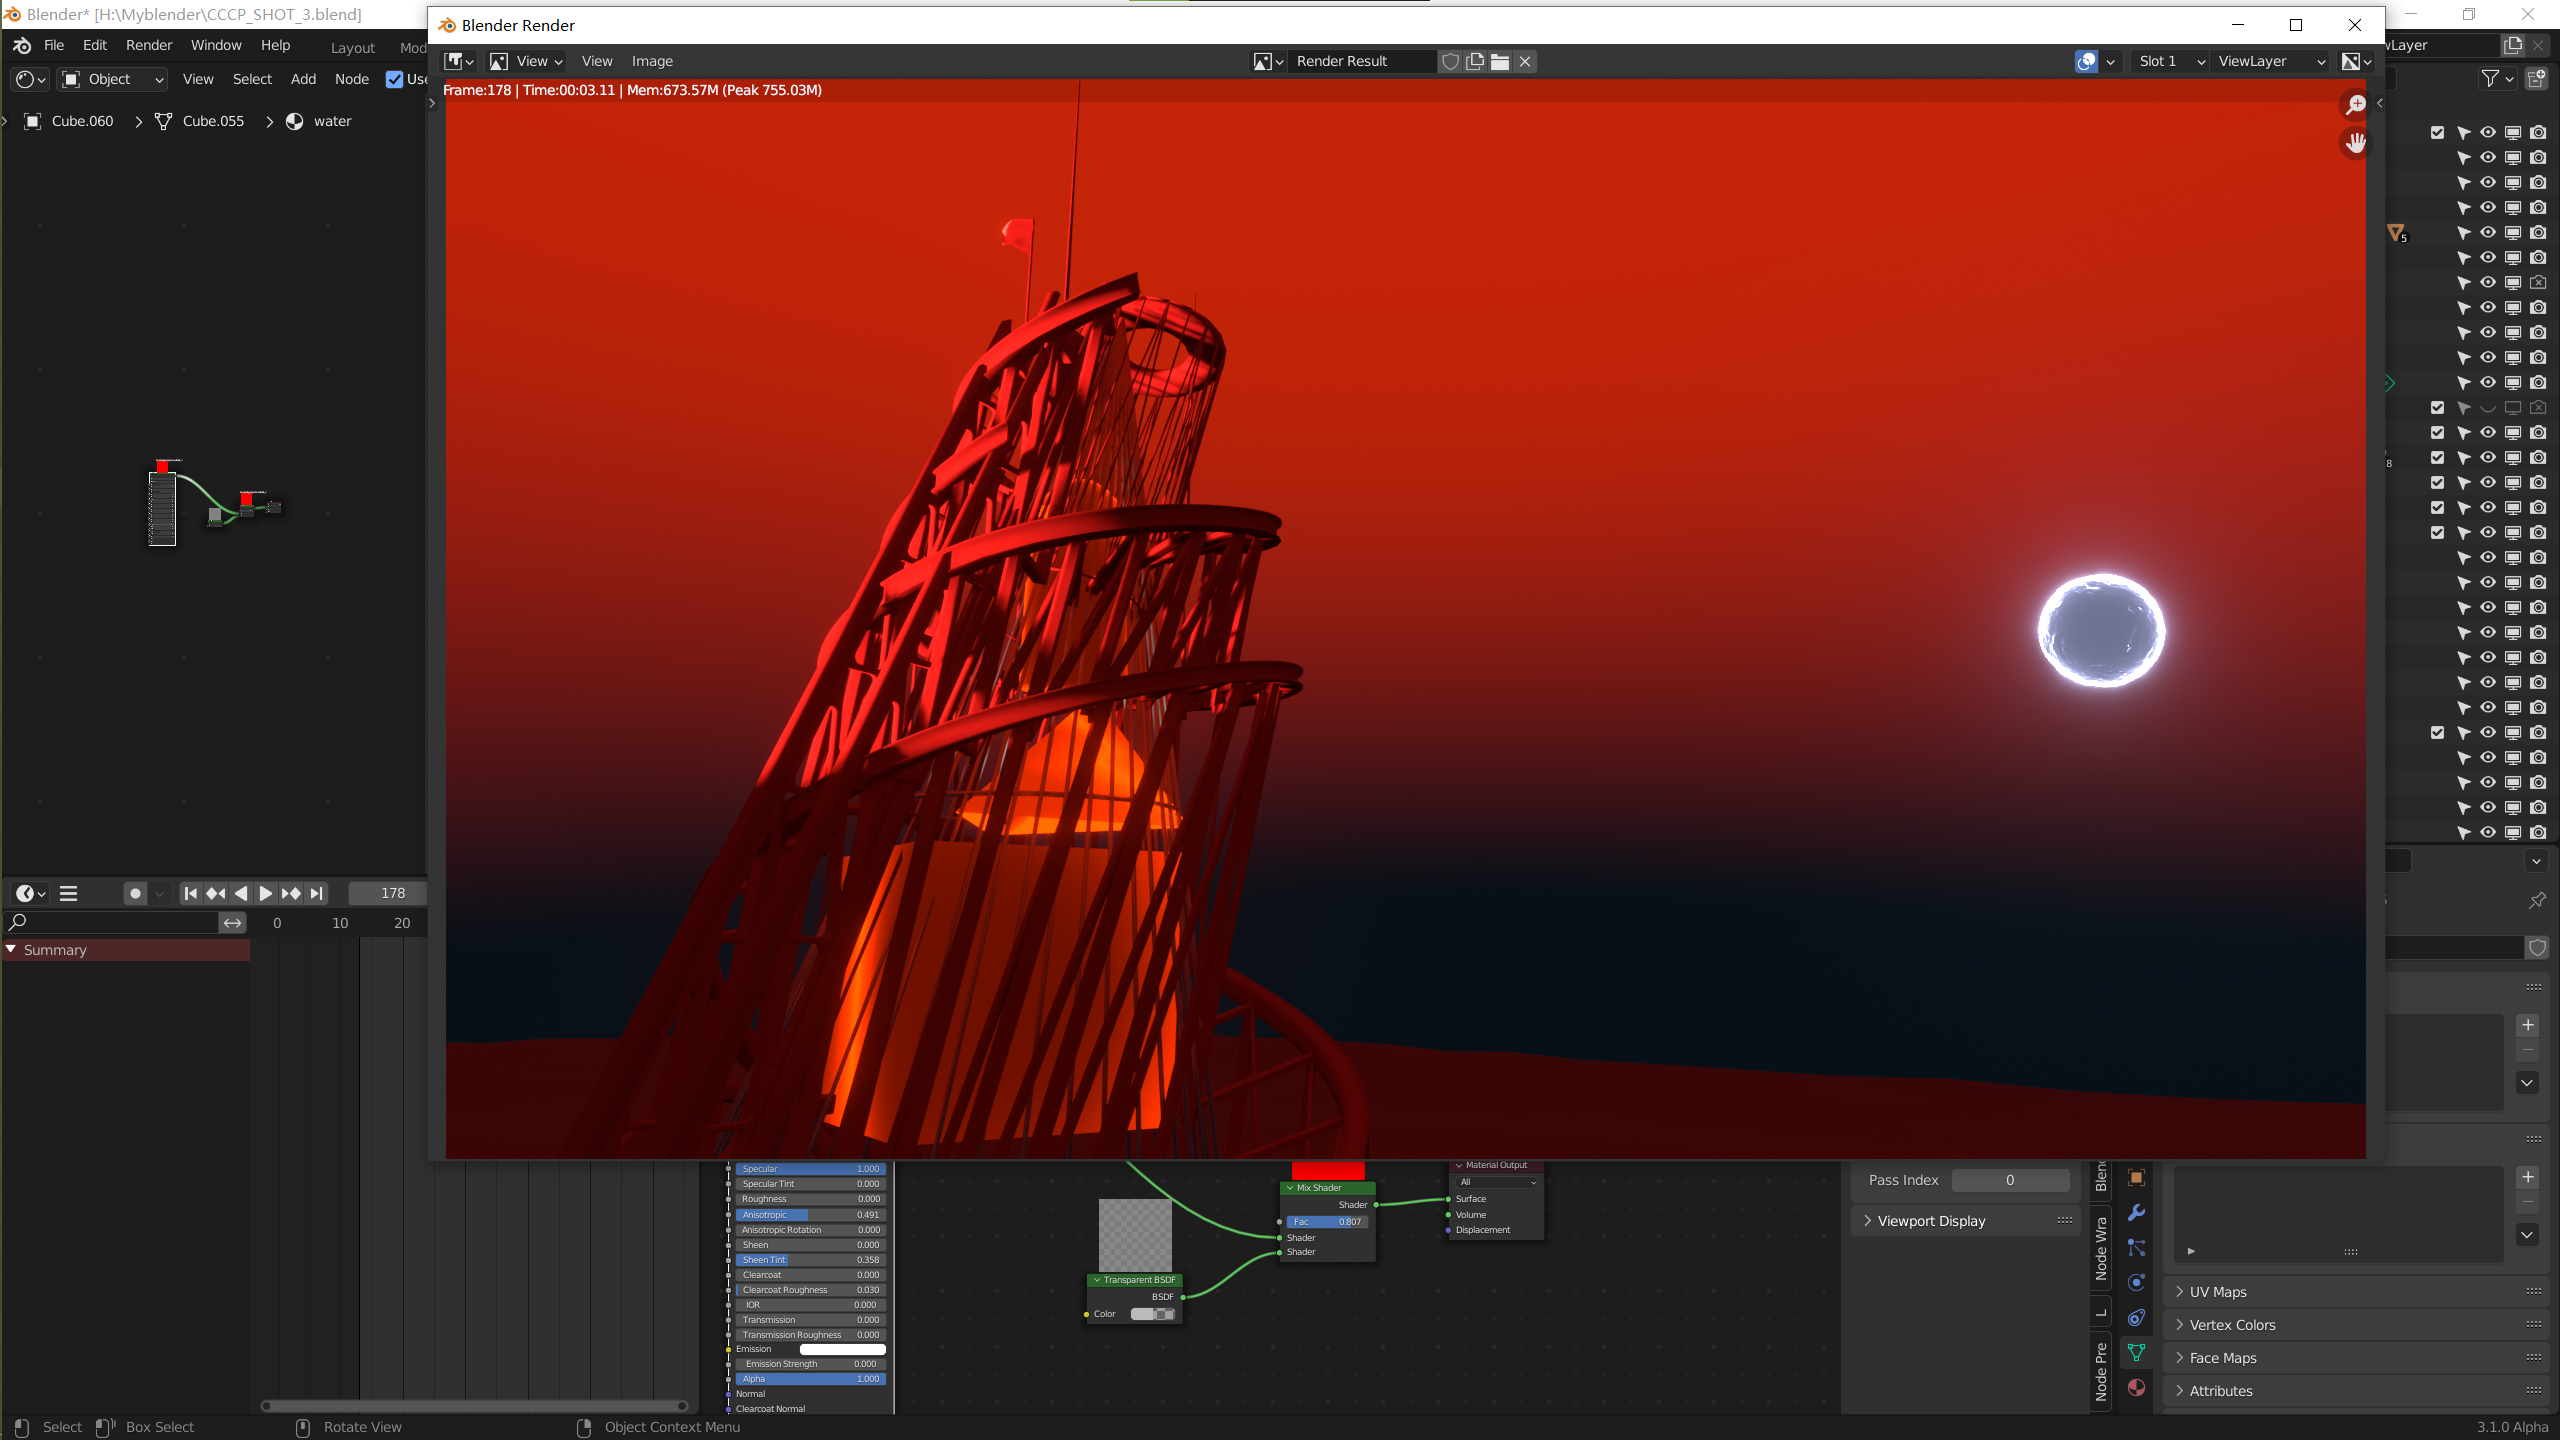 Blender* [H:\Myblender\CCCP_SHOT_3.blend]
Blender Render
File Edit Render Window Help Layout
View View Image Render Result Slot 1 ViewLayer
Object View Select Add Node Use
Frame:178 | Time:00:03.11 | Mem:673.57M (Peak 755.03M)
Cube.060 Cube.055 water
5
8
178
0 10 20
Summary
Specular 1.000
Specular Tint 0.000
Roughness 0.000
Anisotropic 0.491
Anisotropic Rotation 0.000
Sheen 0.000
Sheen Tint 0.358
Clearcoat 0.000
Clearcoat Roughness 0.030
IOR 0.000
Transmission 0.000
Transmission Roughness 0.000
Emission
Emission Strength 0.000
Alpha 1.000
Normal
Clearcoat Normal
Transparent BSDF
BSDF
Color
Mix Shader
Shader
Fac 0.807
Shader
Shader
Material Output
All
Surface
Volume
Displacement
Pass Index 0
Viewport Display
Node Wra
L
Node Pre
UV Maps
Vertex Colors
Face Maps
Attributes
Select Box Select Rotate View Object Context Menu 3.1.0 Alpha